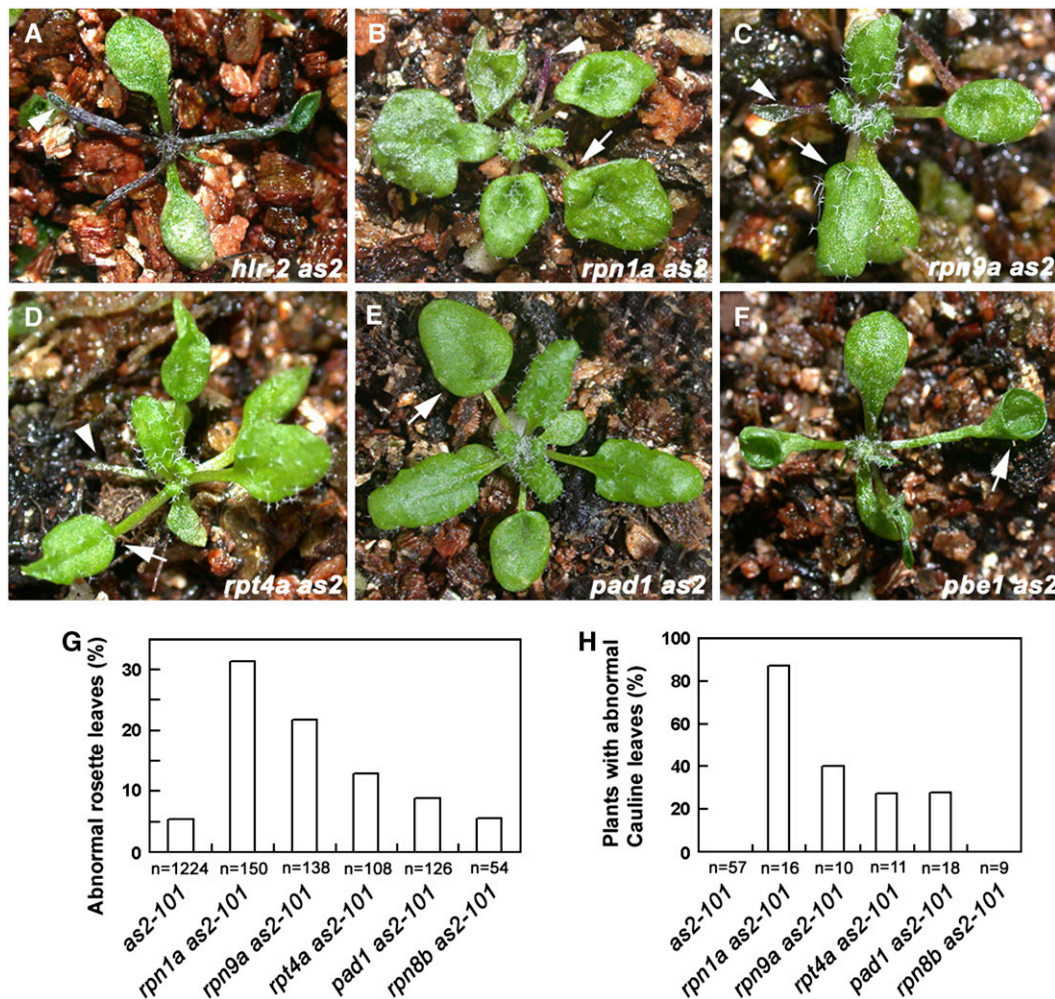 A
hlr-2 as2
B
rpn1a as2
C
rpn9a as2
D
rpt4a as2
E
pad1 as2
F
pbe1 as2
G
Abnormal rosette leaves (%)
30
20
10
0
n=1224
n=150
n=138
n=108
n=126
n=54
as2-101
rpn1a as2-101
rpn9a as2-101
rpt4a as2-101
pad1 as2-101
rpn8b as2-101
H
Plants with abnormal
Cauline leaves (%)
100
80
60
40
20
0
n=57
n=16
n=10
n=11
n=18
n=9
as2-101
rpn1a as2-101
rpn9a as2-101
rpt4a as2-101
pad1 as2-101
rpn8b as2-101